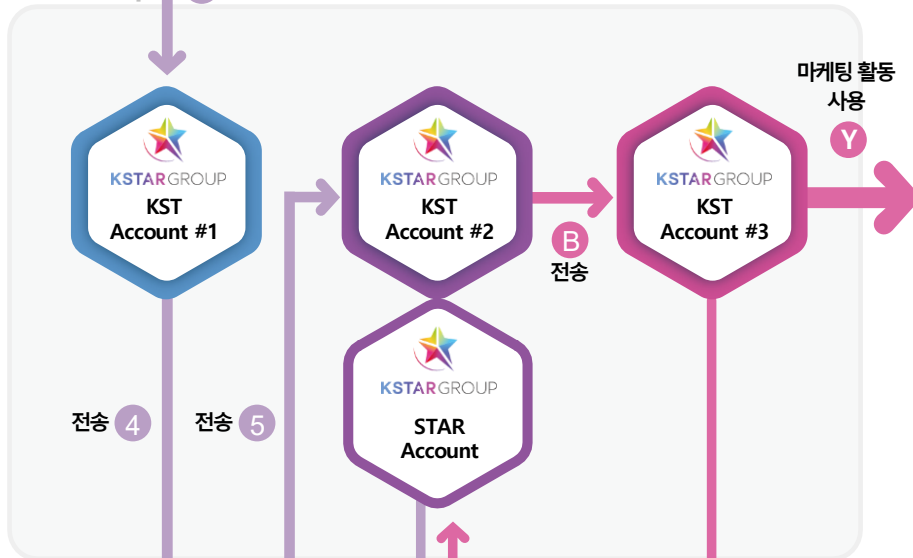 마케팅 활동
사용
Y
KSTARGROUP
KST
Account #1
KSTARGROUP
KST
Account #2
B
전송
KSTARGROUP
KST
Account #3
KSTARGROUP
STAR
Account
전송 4
전송 5